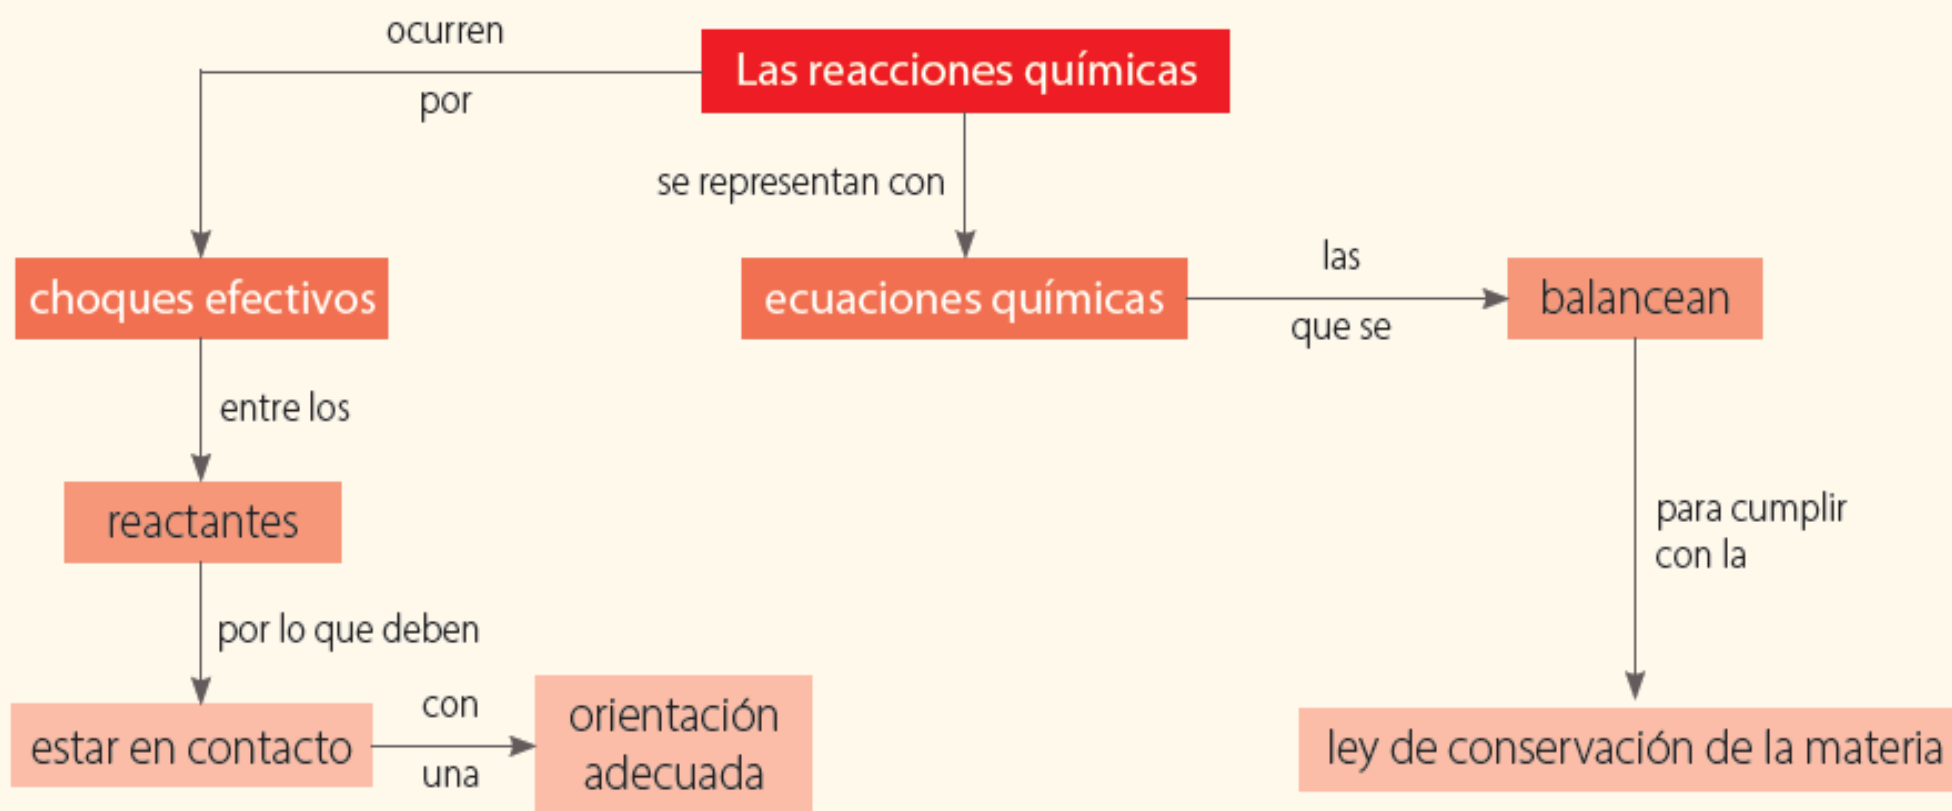 ocurren
Las reacciones químicas
por
se representan con
las
choques efectivos
ecuaciones químicas
balancean
que se
entre los
reactantes
para cumplir
con la
por lo que deben
con
orientación
estar en contacto
adecuada
una
ley de conservación de la materia